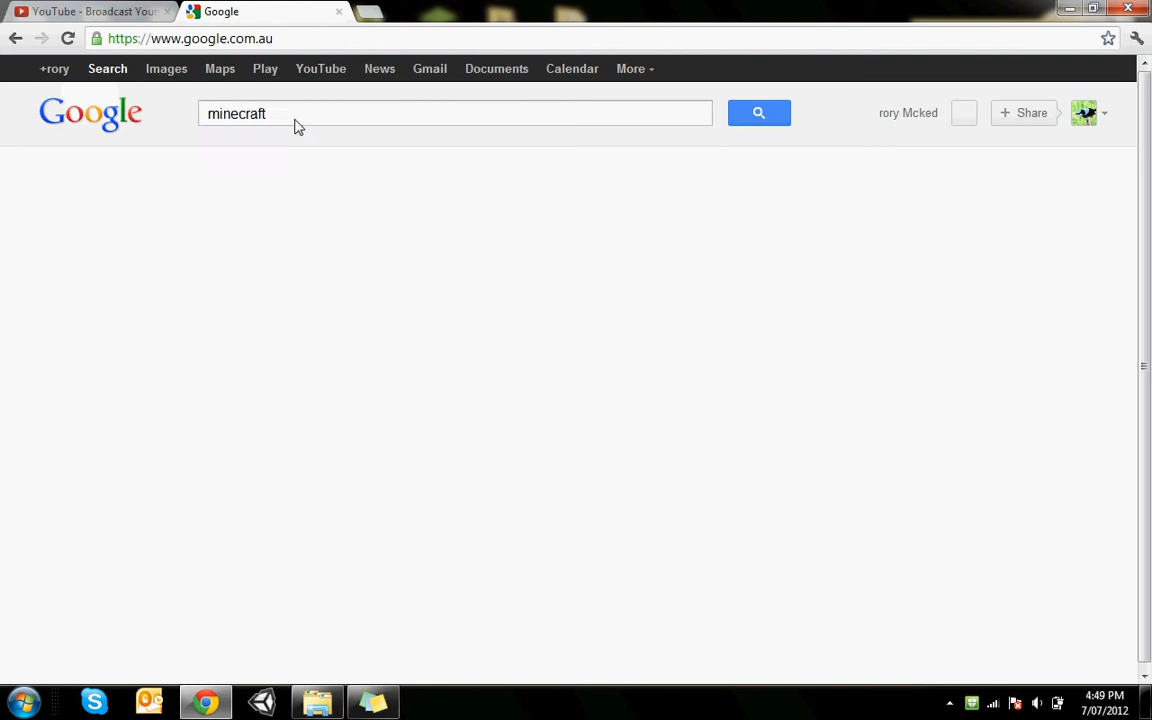 YouTube - Broadcast Your
Google
https://www.google.com.au
+rory Search Images Maps Play YouTube News Gmail Documents Calendar More
Google
minecraft
rory Mcked
+ Share
4:49 PM
7/07/2012